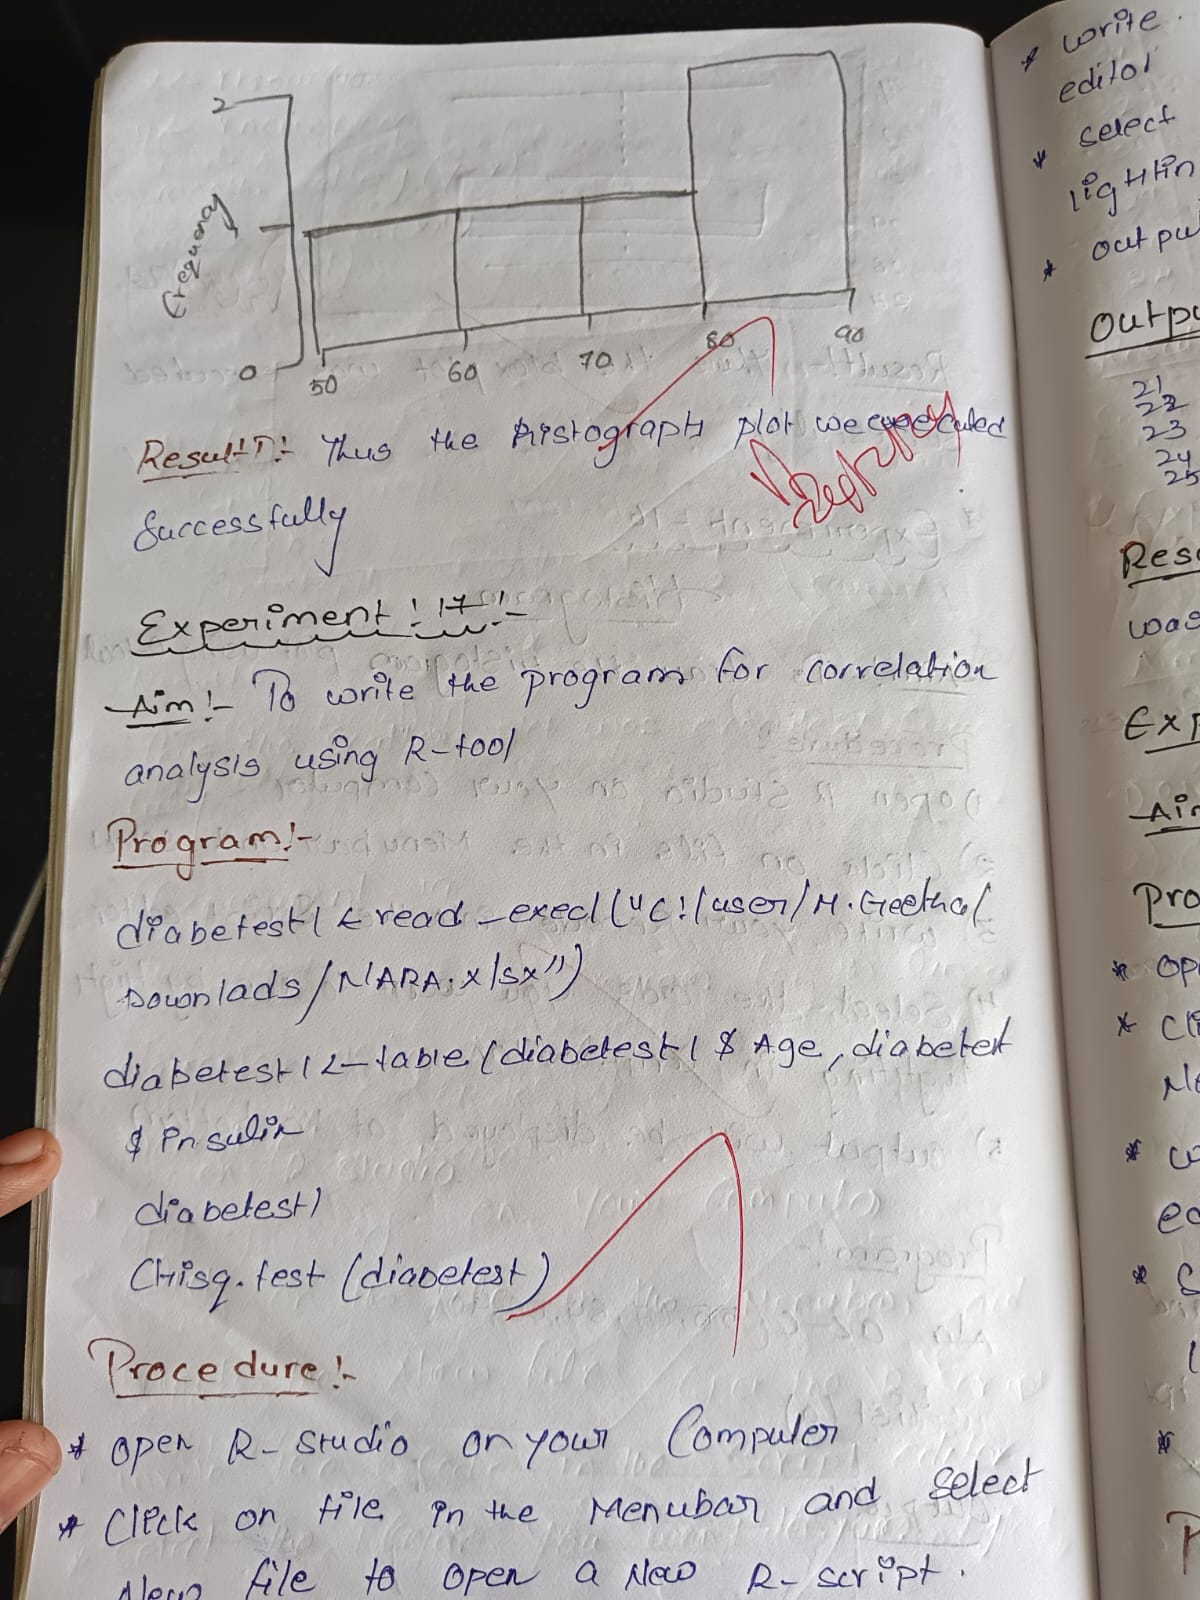 2
Frequency
0
50 60 70 80 90
Result:- Thus the histograph plot we executed
Successfully
Experiment : 17 :-
Aim :- To write the program for correlation
analysis using R-tool
Program:-
diabetest1 < read_execl ("C:/user/M.Geetha/
Downlads/NARA.xlsx")
diabetest1 <- table (diabetest1 $ Age, diabetest
$ Insulin
diabetest1
Chisq.test (diabetest)
Procedure:-
* open R-studio on your Computer
* Click on file in the Menubar and select
New file to open a New R-script.
* write
editor
* select
* outpu
Outpu
21
22
23
24
25
Res
was
Exp
Aim
Pro
* Op
* Cli
Ne
* w
ed
* S